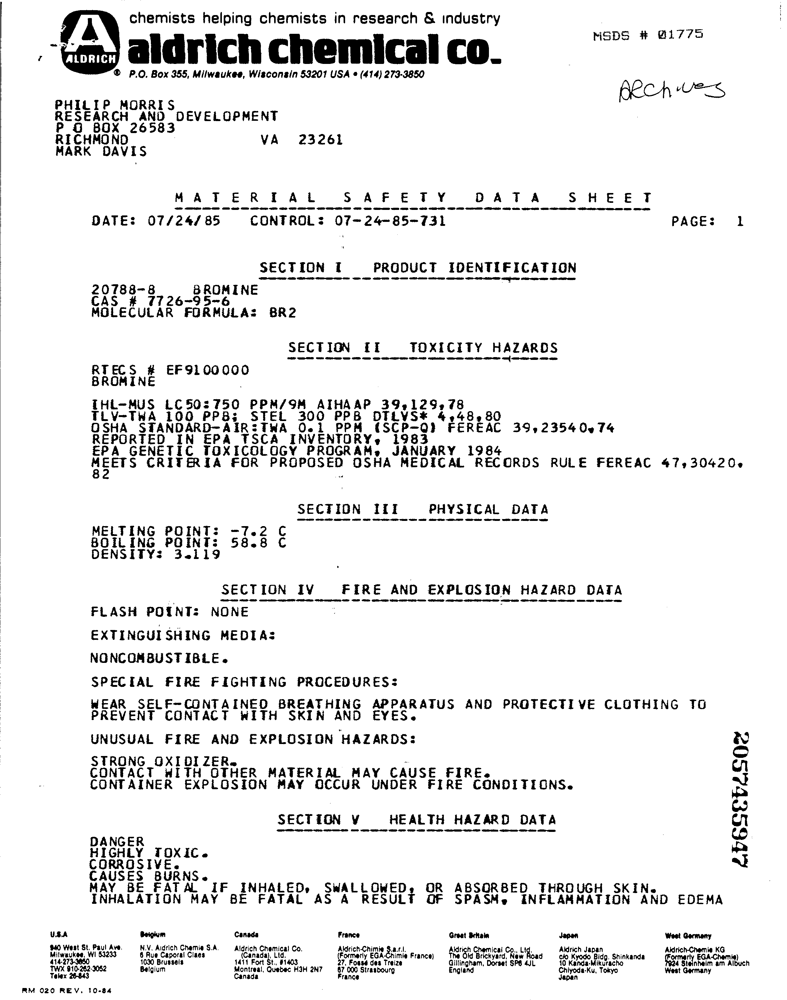 chemists helping chemists in research & industry
aldrich chemical co.
ALDRICH
®
P.O. Box 355, Milwaukee, Wisconsin 53201 USA • (414) 273-3850
MSDS # 01775
Archives
PHILIP MORRIS
RESEARCH AND DEVELOPMENT
P O BOX 26583
RICHMOND VA 23261
MARK DAVIS
MATERIAL SAFETY DATA SHEET
DATE: 07/24/85 CONTROL: 07-24-85-731 PAGE: 1
SECTION I PRODUCT IDENTIFICATION
20788-8 BROMINE
CAS # 7726-95-6
MOLECULAR FORMULA: BR2
SECTION II TOXICITY HAZARDS
RTECS # EF9100000
BROMINE
IHL-MUS LC50:750 PPM/9M AIHAAP 39,129,78
TLV-TWA 100 PPB; STEL 300 PPB DTLVS* 4,48,80
OSHA STANDARD-AIR:TWA 0.1 PPM (SCP-Q) FEREAC 39,23540,74
REPORTED IN EPA TSCA INVENTORY, 1983
EPA GENETIC TOXICOLOGY PROGRAM, JANUARY 1984
MEETS CRITERIA FOR PROPOSED OSHA MEDICAL RECORDS RULE FEREAC 47,30420,
82
SECTION III PHYSICAL DATA
MELTING POINT: -7.2 C
BOILING POINT: 58.8 C
DENSITY: 3.119
SECTION IV FIRE AND EXPLOSION HAZARD DATA
FLASH POINT: NONE
EXTINGUISHING MEDIA:
NONCOMBUSTIBLE.
SPECIAL FIRE FIGHTING PROCEDURES:
WEAR SELF-CONTAINED BREATHING APPARATUS AND PROTECTIVE CLOTHING TO
PREVENT CONTACT WITH SKIN AND EYES.
UNUSUAL FIRE AND EXPLOSION HAZARDS:
STRONG OXIDIZER.
CONTACT WITH OTHER MATERIAL MAY CAUSE FIRE.
CONTAINER EXPLOSION MAY OCCUR UNDER FIRE CONDITIONS.
SECTION V HEALTH HAZARD DATA
DANGER
HIGHLY TOXIC.
CORROSIVE.
CAUSES BURNS.
MAY BE FATAL IF INHALED, SWALLOWED, OR ABSORBED THROUGH SKIN.
INHALATION MAY BE FATAL AS A RESULT OF SPASM, INFLAMMATION AND EDEMA
2057435947
U.S.A
940 West St. Paul Ave.
Milwaukee, WI 53233
414-273-3850
TWX 910-262-3052
Telex 26-843
Belgium
N.V. Aldrich Chemie S.A.
6 Rue Caporal Claes
1030 Brussels
Belgium
Canada
Aldrich Chemical Co.
(Canada), Ltd.
1411 Fort St., #1403
Montreal, Quebec H3H 2N7
Canada
France
Aldrich-Chimie S.a.r.l.
(Formerly EGA-Chimie France)
27, Fossé des Treize
67 000 Strasbourg
France
Great Britain
Aldrich Chemical Co., Ltd.
The Old Brickyard, New Road
Gillingham, Dorset SP8 4JL
England
Japan
Aldrich Japan
c/o Kyodo Bldg. Shinkanda
10 Kanda-Mikuracho
Chiyoda-Ku, Tokyo
Japan
West Germany
Aldrich-Chemie KG
(Formerly EGA-Chemie)
7924 Steinheim am Albuch
West Germany
RM 020 REV. 10-84